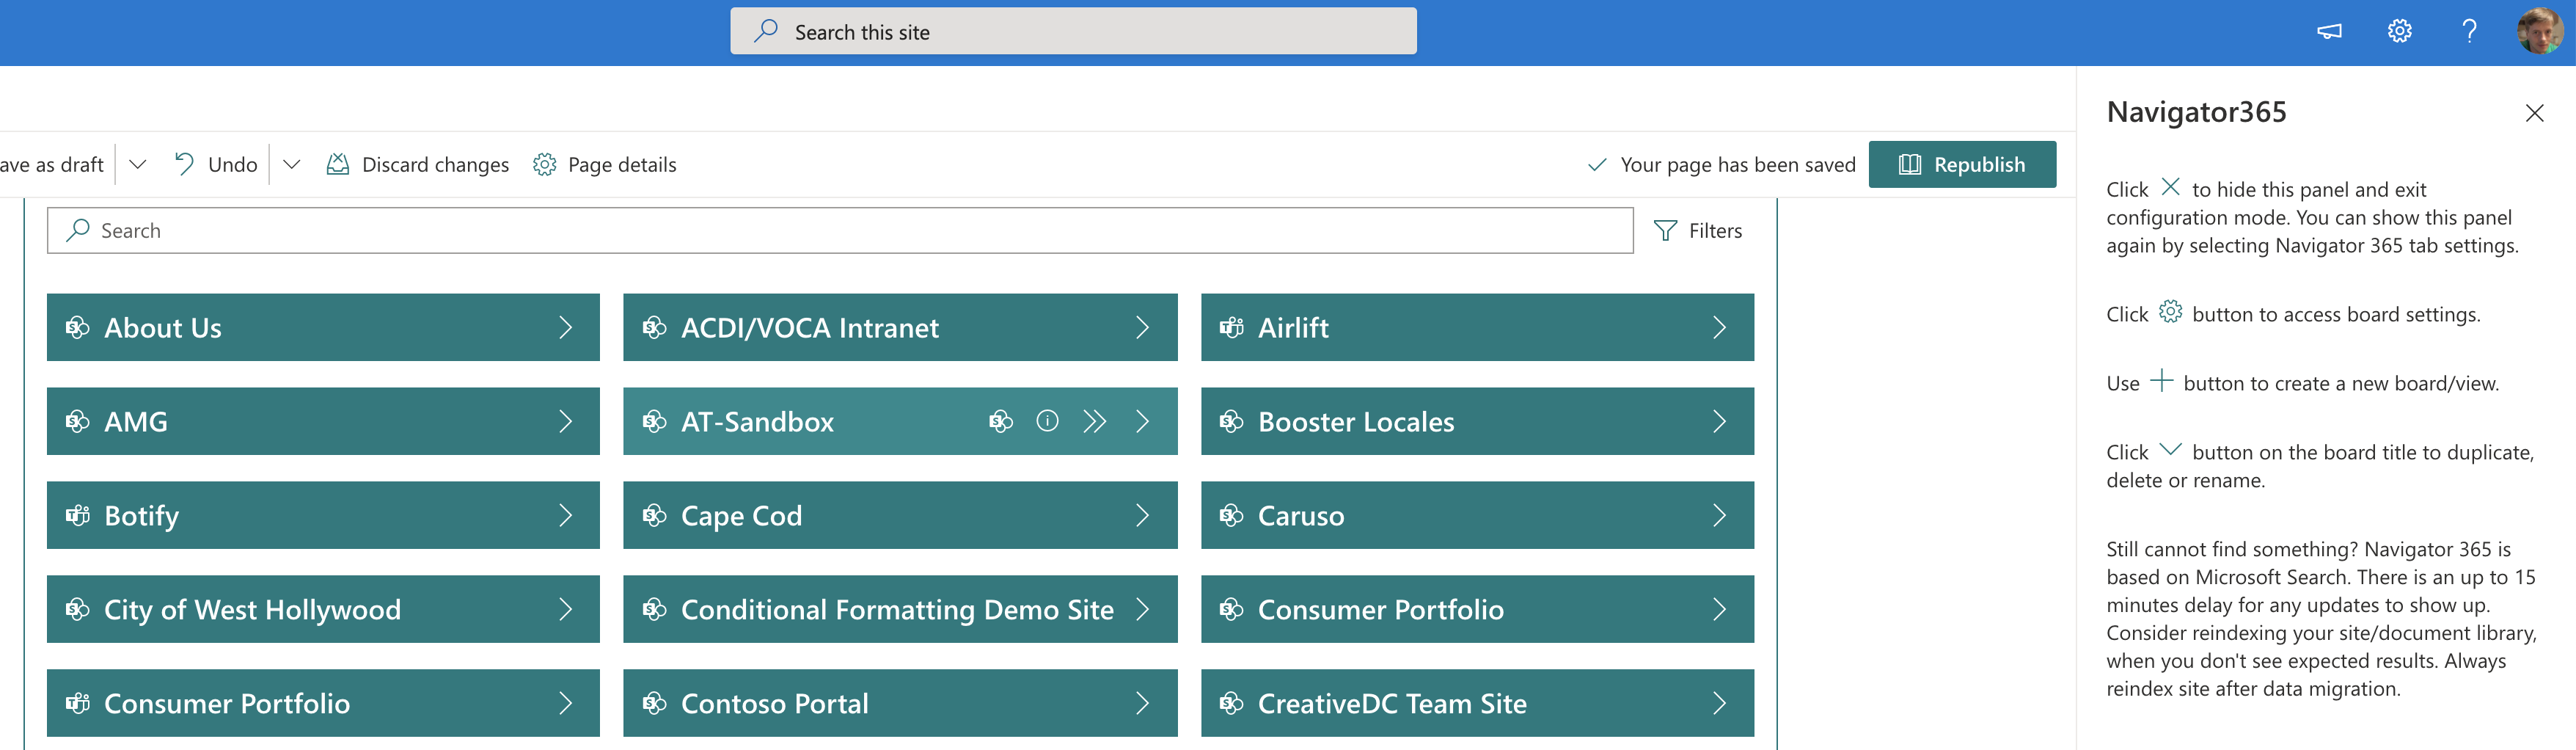 Search this site
ave as draft
Undo
Discard changes
Page details
Your page has been saved
Republish
Search
Filters
About Us
ACDI/VOCA Intranet
Airlift
AMG
AT-Sandbox
Booster Locales
Botify
Cape Cod
Caruso
City of West Hollywood
Conditional Formatting Demo Site
Consumer Portfolio
Consumer Portfolio
Contoso Portal
CreativeDC Team Site
Navigator365
Click to hide this panel and exit
configuration mode. You can show this panel
again by selecting Navigator 365 tab settings.
Click button to access board settings.
Use button to create a new board/view.
Click button on the board title to duplicate,
delete or rename.
Still cannot find something? Navigator 365 is
based on Microsoft Search. There is an up to 15
minutes delay for any updates to show up.
Consider reindexing your site/document library,
when you don't see expected results. Always
reindex site after data migration.